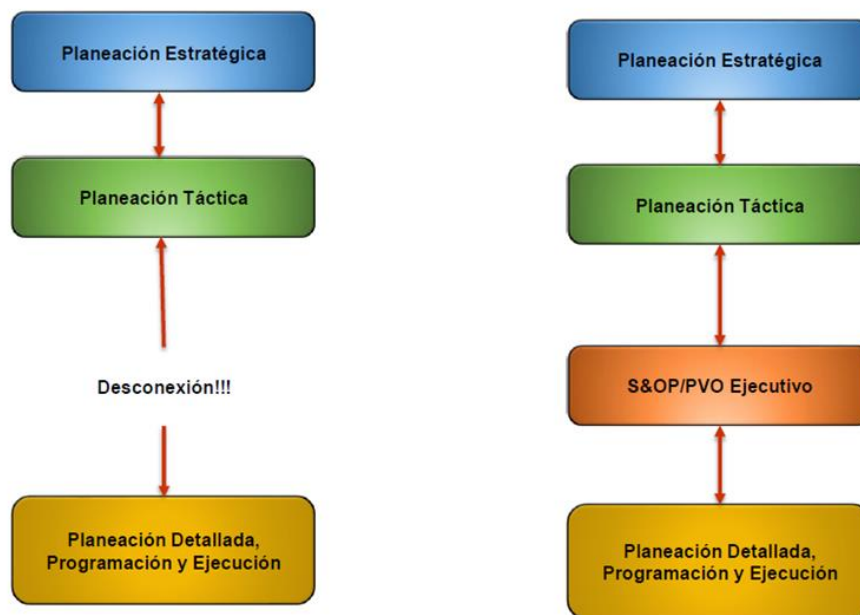 Planeación Estratégica
Planeación Táctica
Desconexión!!!
Planeación Detallada,
Programación y Ejecución
Planeación Estratégica
Planeación Táctica
S&OP/PVO Ejecutivo
Planeación Detallada,
Programación y Ejecución